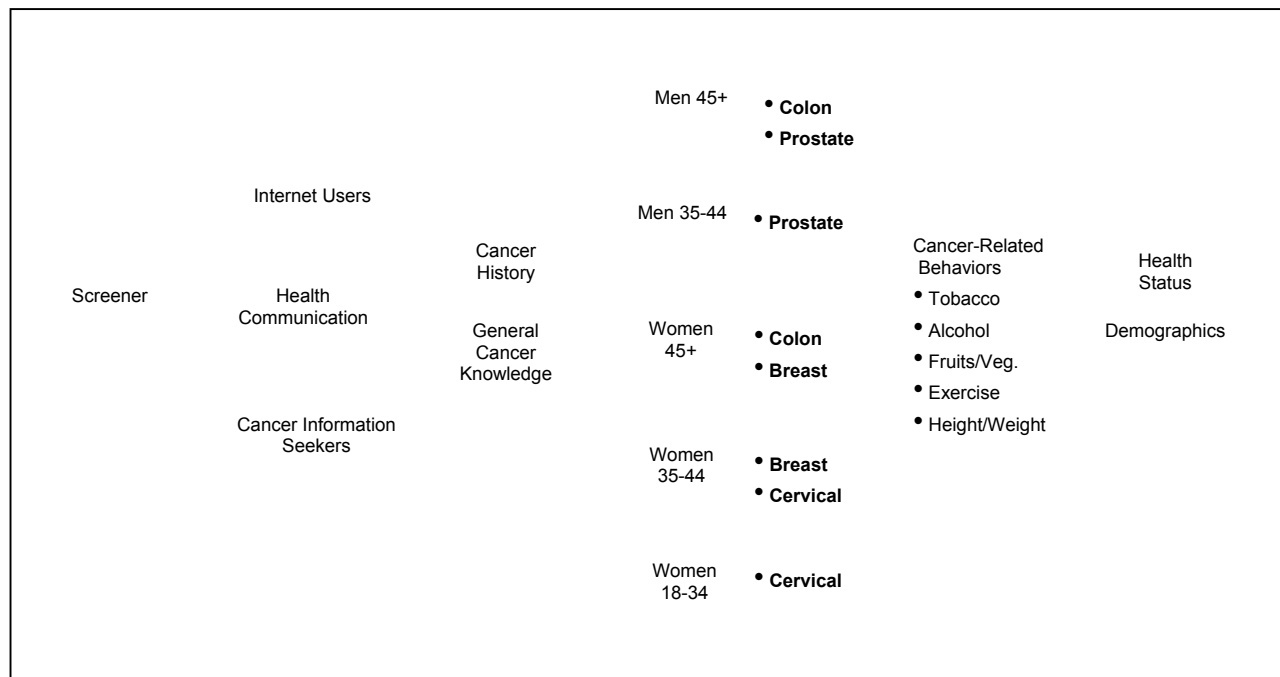 Screener
Internet Users
Health
Communication
Cancer Information
Seekers
Cancer
History
General
Cancer
Knowledge
Men 45+
• Colon
• Prostate
Men 35-44
• Prostate
Women
45+
• Colon
• Breast
Women
35-44
• Breast
• Cervical
Women
18-34
• Cervical
Cancer-Related
Behaviors
• Tobacco
• Alcohol
• Fruits/Veg.
• Exercise
• Height/Weight
Health
Status
Demographics